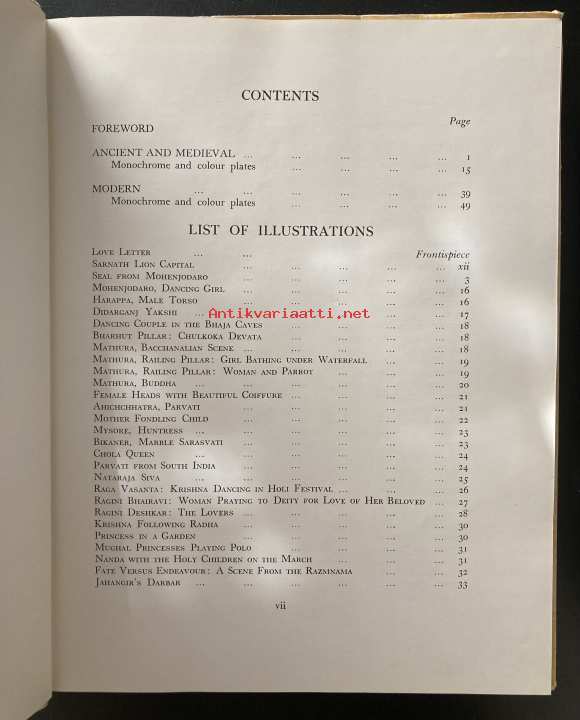 CONTENTS
Page
FOREWORD
ANCIENT AND MEDIEVAL ... ... ... ... ... 1
Monochrome and colour plates ... ... ... ... 15
MODERN ... ... ... ... ... ... 39
Monochrome and colour plates ... ... ... ... 49
LIST OF ILLUSTRATIONS
Love Letter ... ... Frontispiece
Sarnath Lion Capital ... ... ... ... ... xii
Seal from Mohenjodaro ... ... ... ... ... 3
Mohenjodaro, Dancing Girl ... ... ... ... ... 16
Harappa, Male Torso ... ... ... ... ... 16
Antikvariaatti.net
Didarganj Yakshi ... ... ... ... ... 17
Dancing Couple in the Bhaja Caves ... ... ... ... ... 18
Bharhut Pillar: Chulkoka Devata ... ... ... ... 18
Mathura, Bacchanalian Scene ... ... ... ... ... 18
Mathura, Railing Pillar: Girl Bathing under Waterfall ... ... 19
Mathura, Railing Pillar: Woman and Parrot ... ... ... 19
Mathura, Buddha ... ... ... ... ... ... 20
Female Heads with Beautiful Coiffure ... ... ... ... 21
Ahichchhatra, Parvati ... ... ... ... ... 21
Mother Fondling Child ... ... ... ... ... 22
Mysore, Huntress ... ... ... ... ... ... 23
Bikaner, Marble Sarasvati ... ... ... ... ... 23
Chola Queen ... ... ... ... ... ... 24
Parvati from South India ... ... ... ... ... 24
Nataraja Siva ... ... ... ... ... 25
Raga Vasanta: Krishna Dancing in Holi Festival ... ... ... 26
Ragini Bhairavi: Woman Praying to Deity for Love of Her Beloved ... 27
Ragini Deshkar: The Lovers ... ... ... ... ... 28
Krishna Following Radha ... ... ... ... ... 30
Princess in a Garden ... ... ... ... ... 30
Mughal Princesses Playing Polo ... ... ... ... 31
Nanda with the Holy Children on the March ... ... ... 31
Fate Versus Endeavour: A Scene From the Razmnama ... ... 32
Jahangir's Darbar ... ... ... ... ... ... 33
vii